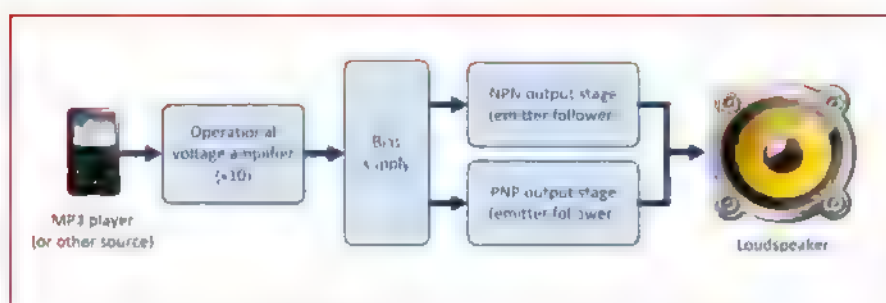 MP3 player
(or other source)
Operational
voltage amplifier
(x10)
Bias
supply
NPN output stage
(emitter follower
PNP output stage
(emitter follower
Loudspeaker